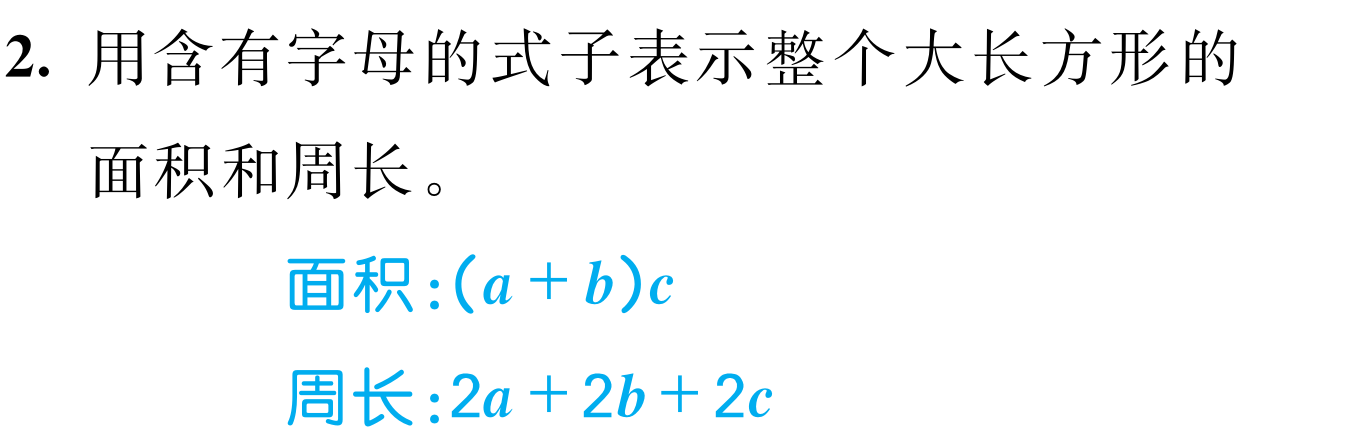 2. 用含有字母的式子表示整个大长方形的
面积和周长。
面积:(a + b)c
周长:2a + 2b + 2c